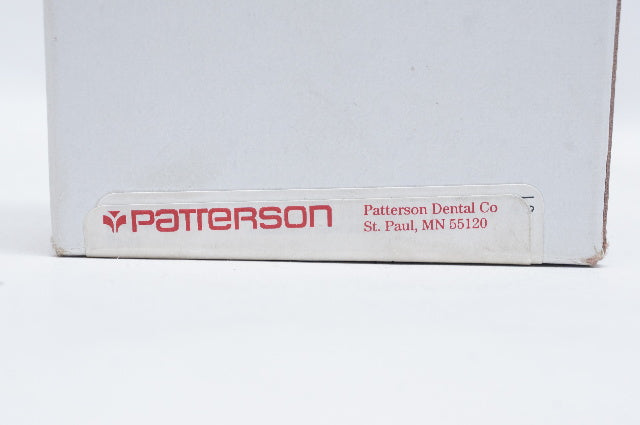 PATTERSON
Patterson Dental Co
St. Paul, MN 55120